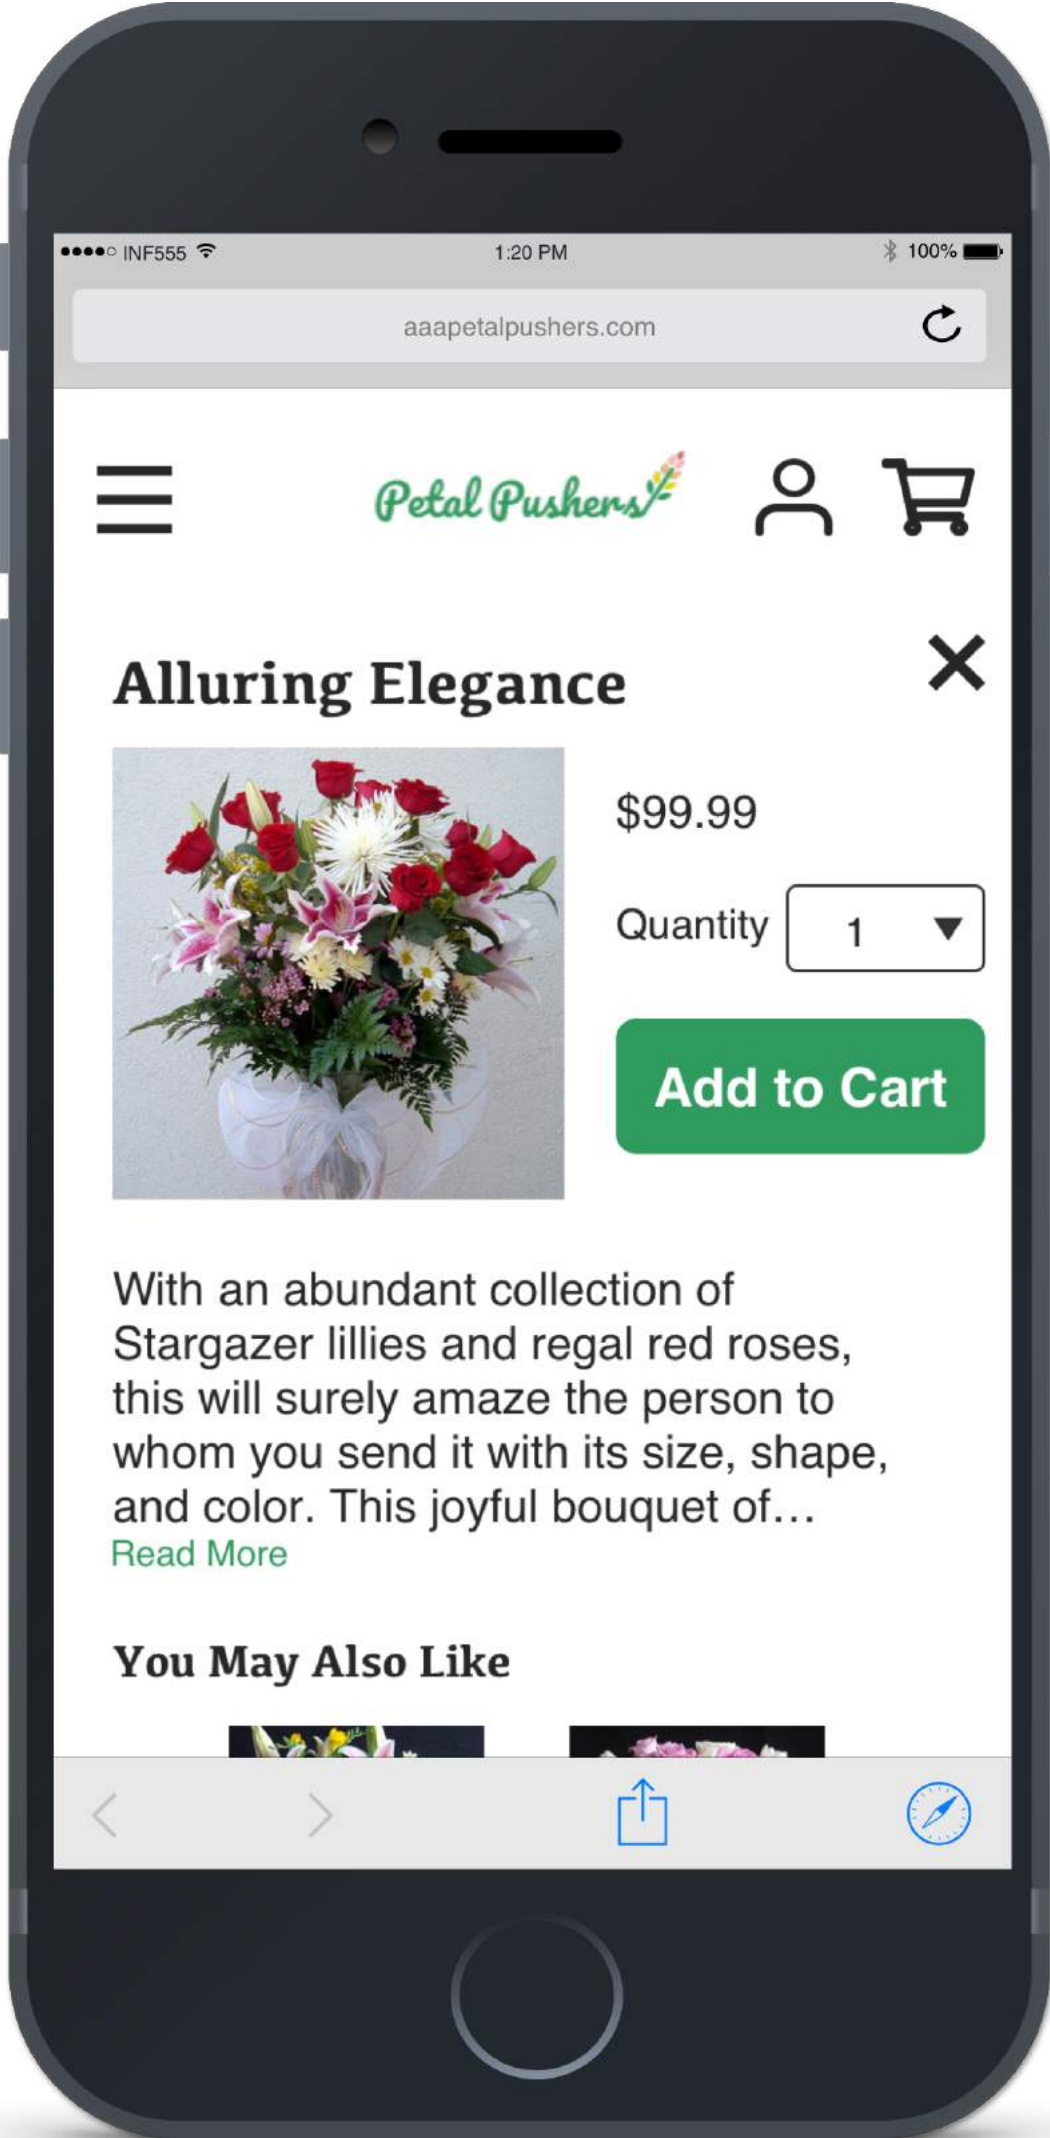 INF555
1:20 PM
100%
aaapetalpushers.com
Petal Pushers
Alluring Elegance
$99.99
Quantity
1
Add to Cart
With an abundant collection of
Stargazer lillies and regal red roses,
this will surely amaze the person to
whom you send it with its size, shape,
and color. This joyful bouquet of...
Read More
You May Also Like